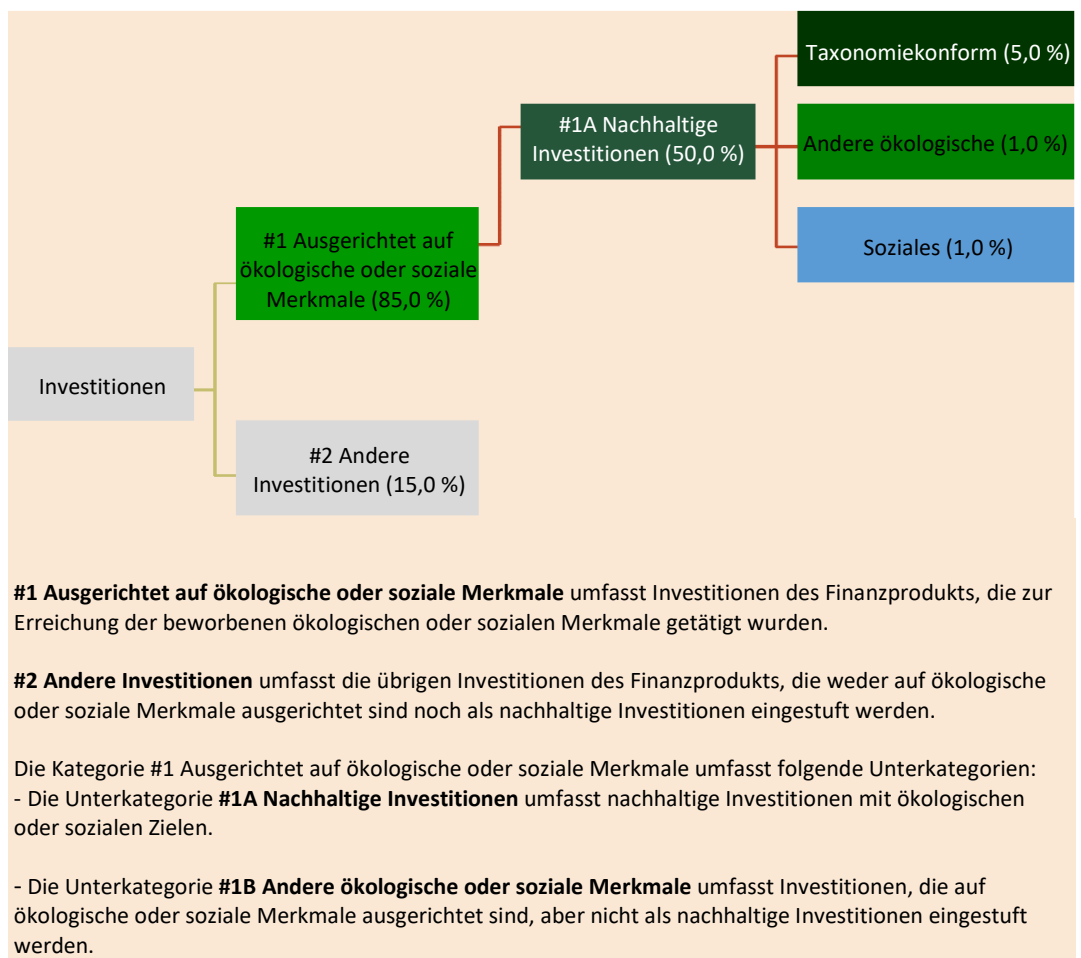 Taxonomiekonform (5,0 %)
#1A Nachhaltige
Investitionen (50,0 %)
Andere ökologische (1,0 %)
Soziales (1,0 %)
#1 Ausgerichtet auf
ökologische oder soziale
Merkmale (85,0 %)
Investitionen
#2 Andere
Investitionen (15,0 %)
#1 Ausgerichtet auf ökologische oder soziale Merkmale umfasst Investitionen des Finanzprodukts, die zur
Erreichung der beworbenen ökologischen oder sozialen Merkmale getätigt wurden.
#2 Andere Investitionen umfasst die übrigen Investitionen des Finanzprodukts, die weder auf ökologische
oder soziale Merkmale ausgerichtet sind noch als nachhaltige Investitionen eingestuft werden.
Die Kategorie #1 Ausgerichtet auf ökologische oder soziale Merkmale umfasst folgende Unterkategorien:
- Die Unterkategorie #1A Nachhaltige Investitionen umfasst nachhaltige Investitionen mit ökologischen
oder sozialen Zielen.
- Die Unterkategorie #1B Andere ökologische oder soziale Merkmale umfasst Investitionen, die auf
ökologische oder soziale Merkmale ausgerichtet sind, aber nicht als nachhaltige Investitionen eingestuft
werden.